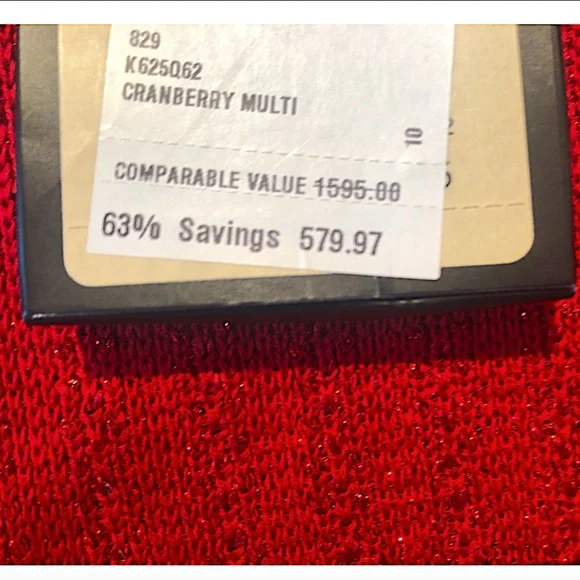 829
K625Q62
CRANBERRY MULTI
10
COMPARABLE VALUE 1595.00
63% Savings 579.97